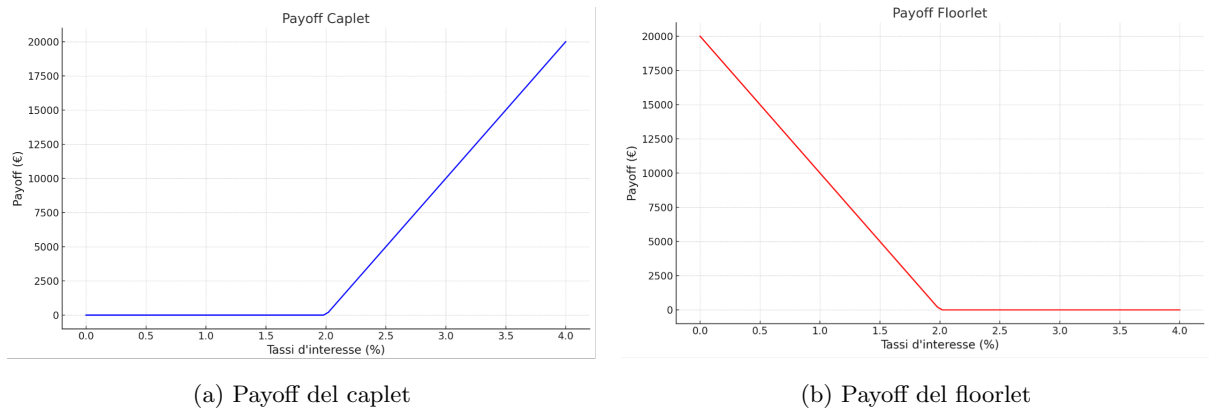 Payoff Caplet
20000
17500
15000
12500
10000
7500
5000
2500
0
Payoff (€)
0.0 0.5 1.0 1.5 2.0 2.5 3.0 3.5 4.0
Tassi d'interesse (%)
(a) Payoff del caplet
Payoff Floorlet
20000
17500
15000
12500
10000
7500
5000
2500
0
Payoff (€)
0.0 0.5 1.0 1.5 2.0 2.5 3.0 3.5 4.0
Tassi d'interesse (%)
(b) Payoff del floorlet